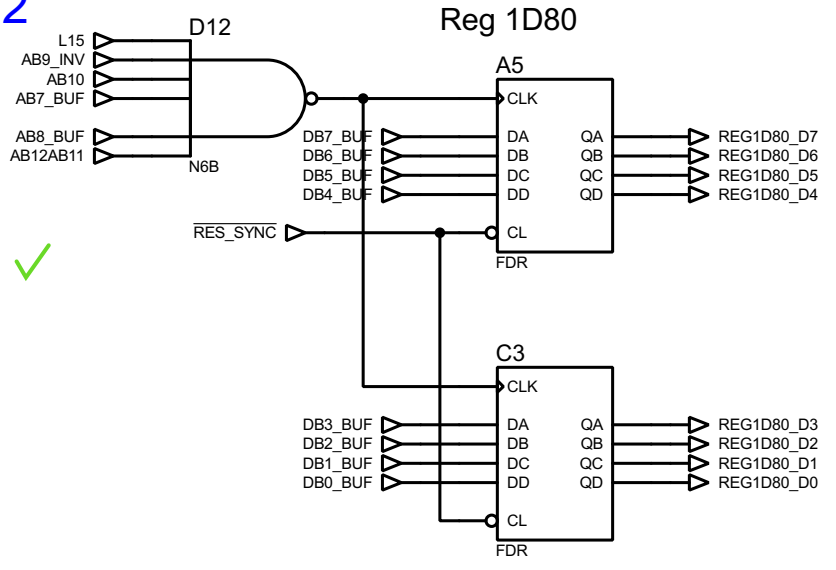 2
Reg 1D80
D12
L15
AB9_INV
AB10
AB7_BUF
AB8_BUF
AB12AB11
N6B
A5
CLK
DB7_BUF DA QA REG1D80_D7
DB6_BUF DB QB REG1D80_D6
DB5_BUF DC QC REG1D80_D5
DB4_BUF DD QD REG1D80_D4
RES_SYNC CL
FDR
C3
CLK
DB3_BUF DA QA REG1D80_D3
DB2_BUF DB QB REG1D80_D2
DB1_BUF DC QC REG1D80_D1
DB0_BUF DD QD REG1D80_D0
CL
FDR